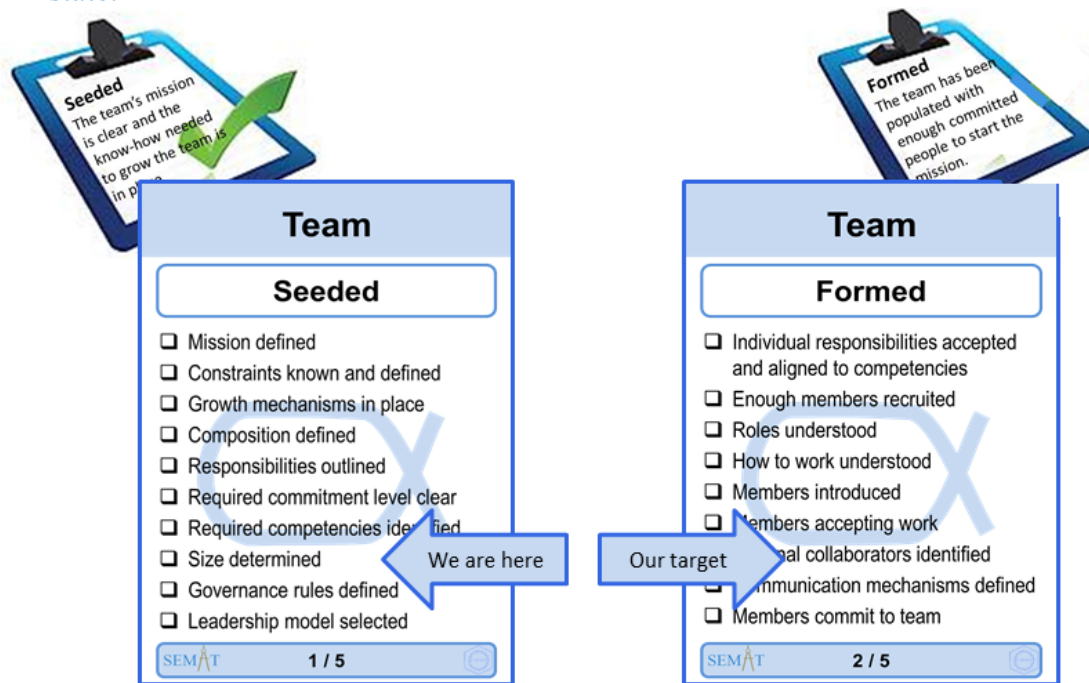 Seeded
The team's mission
is clear and the
know-how needed
to grow the team is
in
Formed
The team has been
populated with
enough committed
people to start the
mission.
Team
Seeded
❑ Mission defined
❑ Constraints known and defined
❑ Growth mechanisms in place
❑ Composition defined
❑ Responsibilities outlined
❑ Required commitment level clear
❑ Required competencies identified
❑ Size determined
❑ Governance rules defined
❑ Leadership model selected
We are here
SEMAT 1 / 5
Team
Formed
❑ Individual responsibilities accepted
and aligned to competencies
❑ Enough members recruited
❑ Roles understood
❑ How to work understood
❑ Members introduced
❑ Members accepting work
collaborators identified
mechanisms defined
❑ Members commit to team
Our target
SEMAT 2 / 5